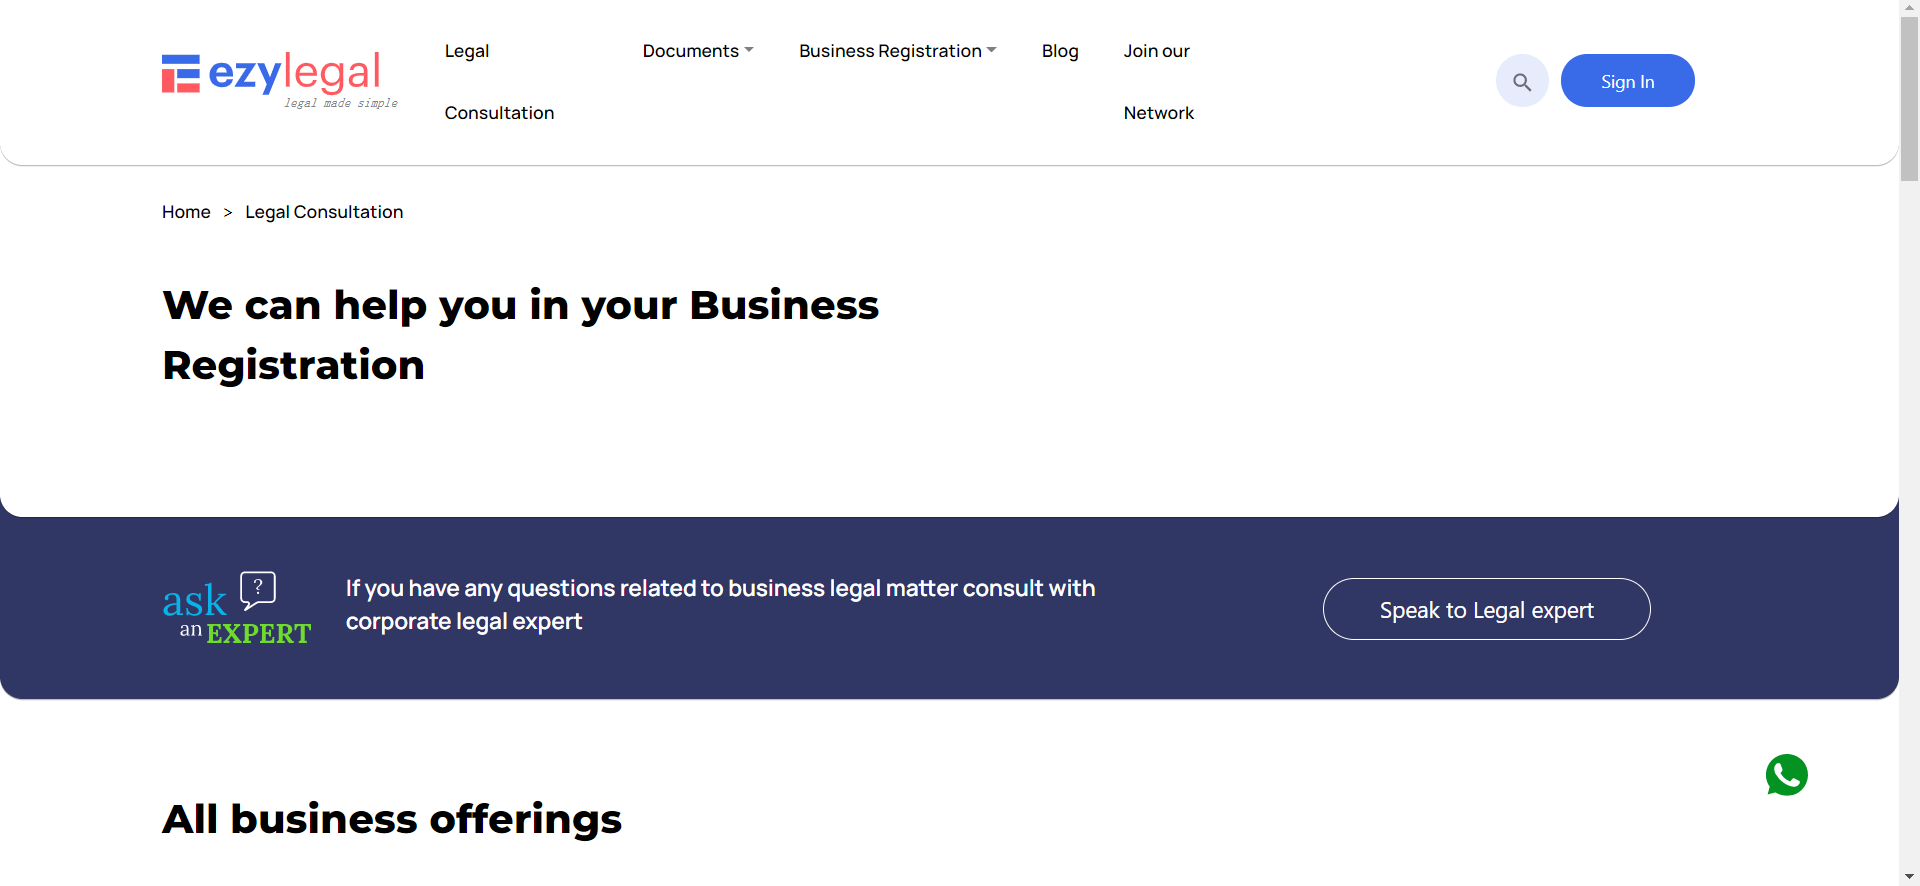 ezylegal
legal made simple
Legal
Consultation
Documents
Business Registration
Blog
Join our
Network
Sign In
Home > Legal Consultation
We can help you in your Business
Registration
ask
?
an EXPERT
If you have any questions related to business legal matter consult with
corporate legal expert
Speak to Legal expert
All business offerings